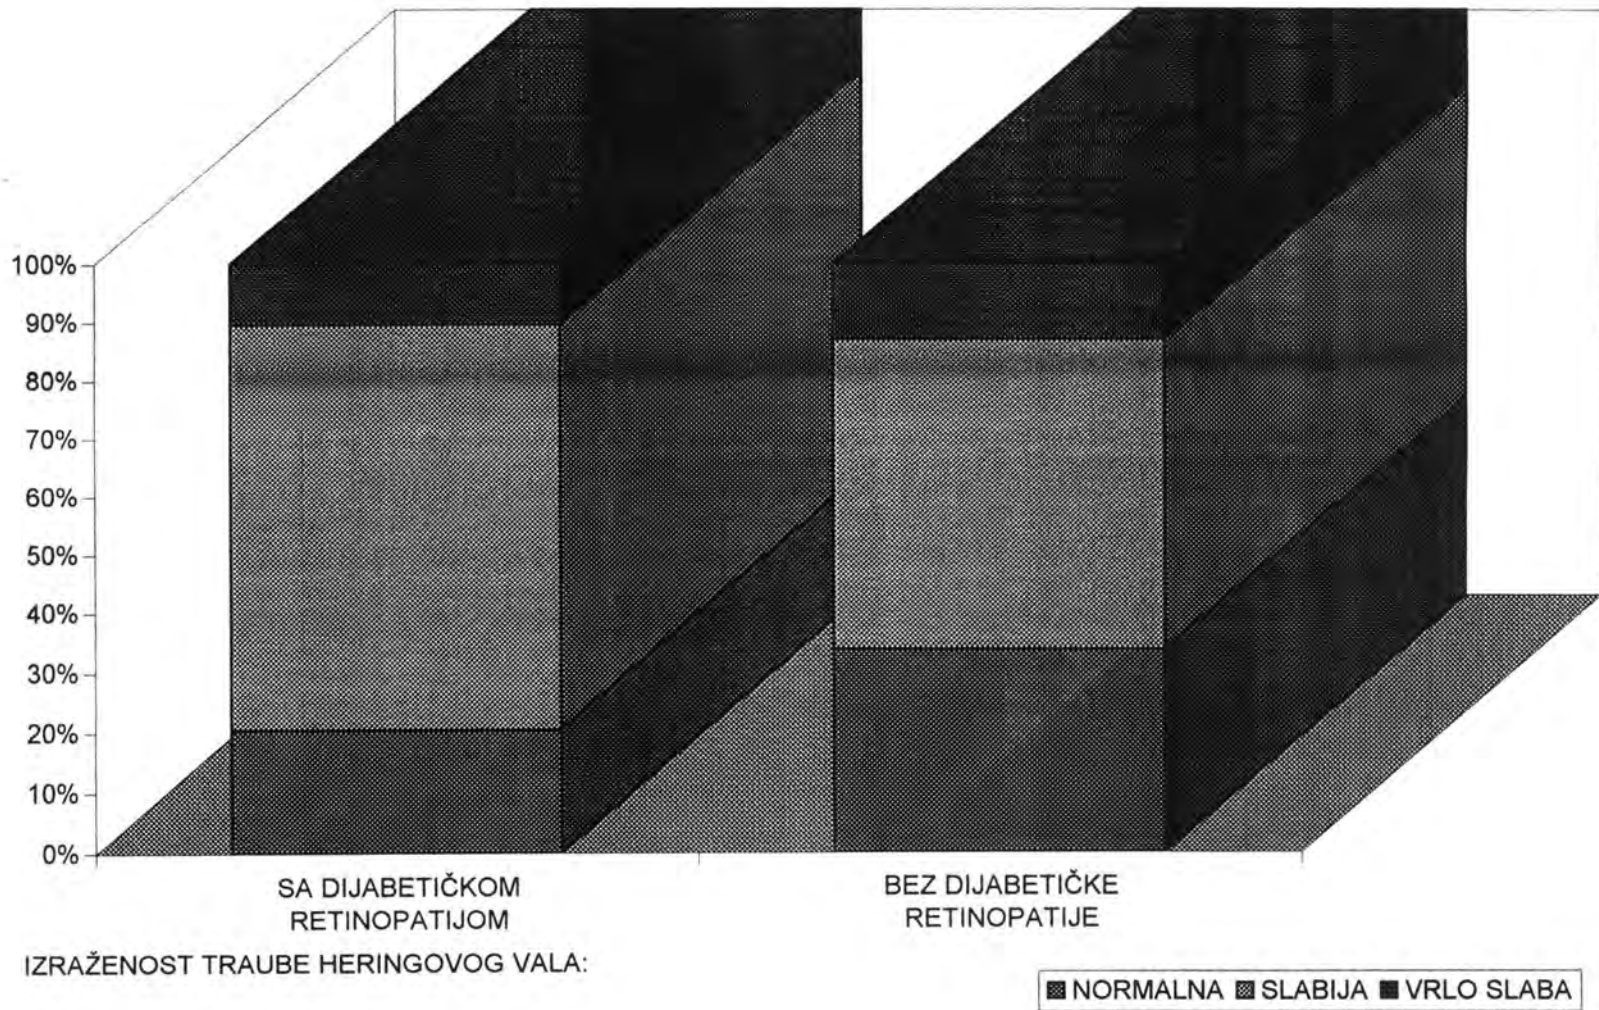 100%
90%
80%
70%
60%
50%
40%
30%
20%
10%
0%
SA DIJABETIČKOM
RETINOPATIJOM
BEZ DIJABETIČKE
RETINOPATIJE
IZRAŽENOST TRAUBE HERINGOVOG VALA:
NORMALNA SLABIJA VRLO SLABA